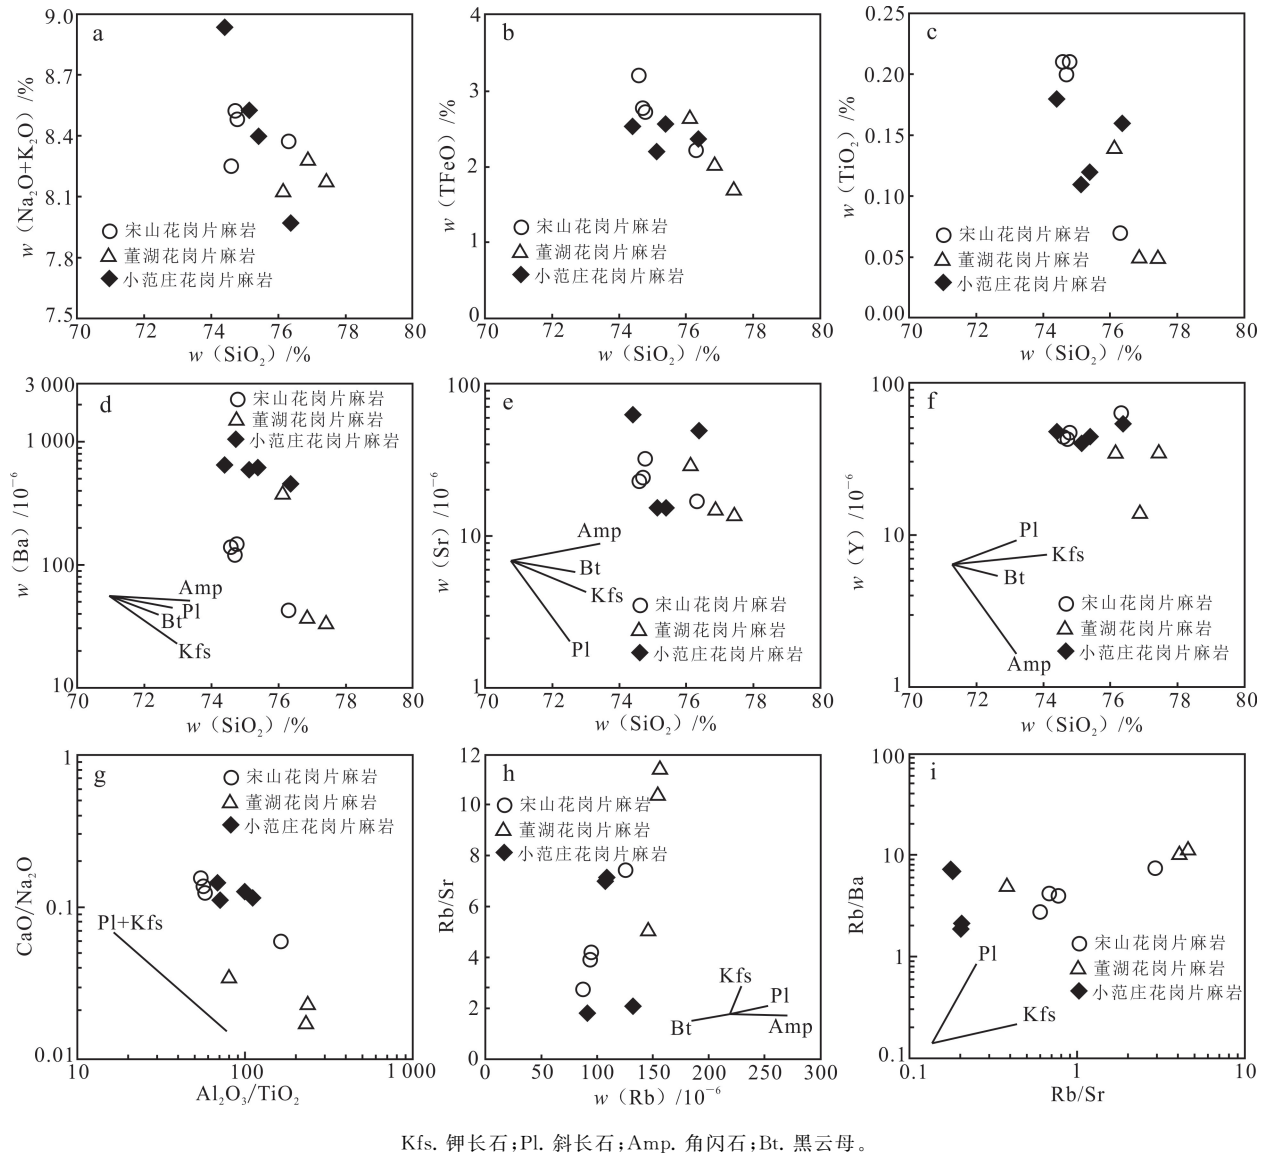 a
9.0
8.7
8.4
8.1
7.8
7.5
w（Na₂O+K₂O）/%
宋山花岗片麻岩
董湖花岗片麻岩
小范庄花岗片麻岩
70 72 74 76 78 80
w（SiO₂）/%
b
4
3
2
1
0
w（TFeO）/%
宋山花岗片麻岩
董湖花岗片麻岩
小范庄花岗片麻岩
70 72 74 76 78 80
w（SiO₂）/%
c
0.25
0.20
0.15
0.10
0.05
0.00
w（TiO₂）/%
宋山花岗片麻岩
董湖花岗片麻岩
小范庄花岗片麻岩
70 72 74 76 78 80
w（SiO₂）/%
d
3 000
1 000
100
10
w（Ba）/10⁻⁶
宋山花岗片麻岩
董湖花岗片麻岩
小范庄花岗片麻岩
Amp
Pl
Bt
Kfs
70 72 74 76 78 80
w（SiO₂）/%
e
100
10
1
w（Sr）/10⁻⁶
Amp
Bt
Kfs
Pl
宋山花岗片麻岩
董湖花岗片麻岩
小范庄花岗片麻岩
70 72 74 76 78 80
w（SiO₂）/%
f
100
10
1
w（Y）/10⁻⁶
Pl
Kfs
Bt
Amp
宋山花岗片麻岩
董湖花岗片麻岩
小范庄花岗片麻岩
70 72 74 76 78 80
w（SiO₂）/%
g
1
0.1
0.01
CaO/Na₂O
宋山花岗片麻岩
董湖花岗片麻岩
小范庄花岗片麻岩
Pl+Kfs
10 100 1 000
Al₂O₃/TiO₂
h
12
10
8
6
4
2
0
Rb/Sr
宋山花岗片麻岩
董湖花岗片麻岩
小范庄花岗片麻岩
Kfs
Pl
Bt
Amp
0 50 100 150 200 250 300
w（Rb）/10⁻⁶
i
100
10
1
0.1
Rb/Ba
Pl
Kfs
宋山花岗片麻岩
董湖花岗片麻岩
小范庄花岗片麻岩
0.1 1 10
Rb/Sr
Kfs. 钾长石;Pl. 斜长石;Amp. 角闪石;Bt. 黑云母。